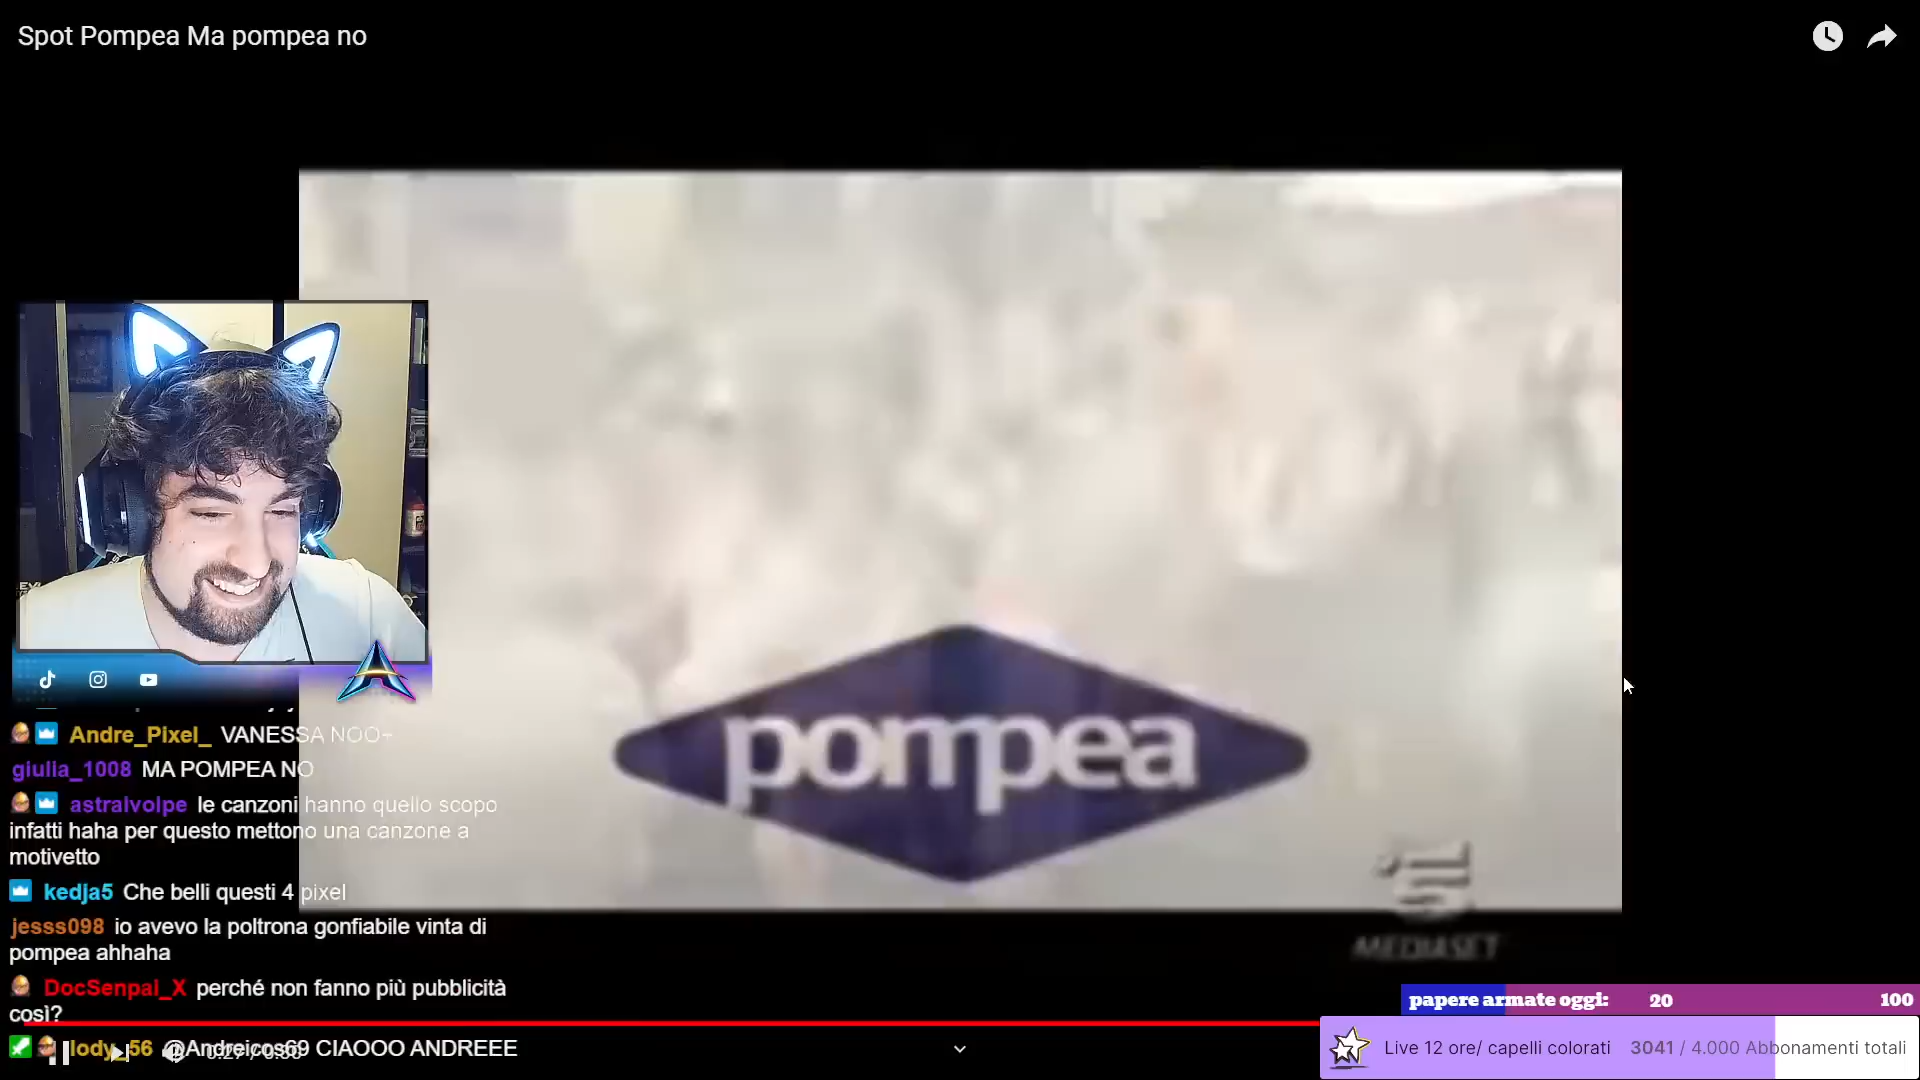 Spot Pompea Ma pompea no
pompea
MEDIASET
Andre_Pixel_ VANESSA NOO~
giulia_1008 MA POMPEA NO
astralvolpe le canzoni hanno quello scopo
infatti haha per questo mettono una canzone a
motivetto
kedja5 Che belli questi 4 pixel
jesss098 io avevo la poltrona gonfiabile vinta di
pompea ahhaha
DocSenpai_X perché non fanno più pubblicità
così?
lody_56 @Andreicos69 CIAOOO ANDREEE
papere armate oggi: 20 100
Live 12 ore/ capelli colorati 3041 / 4.000 Abbonamenti totali